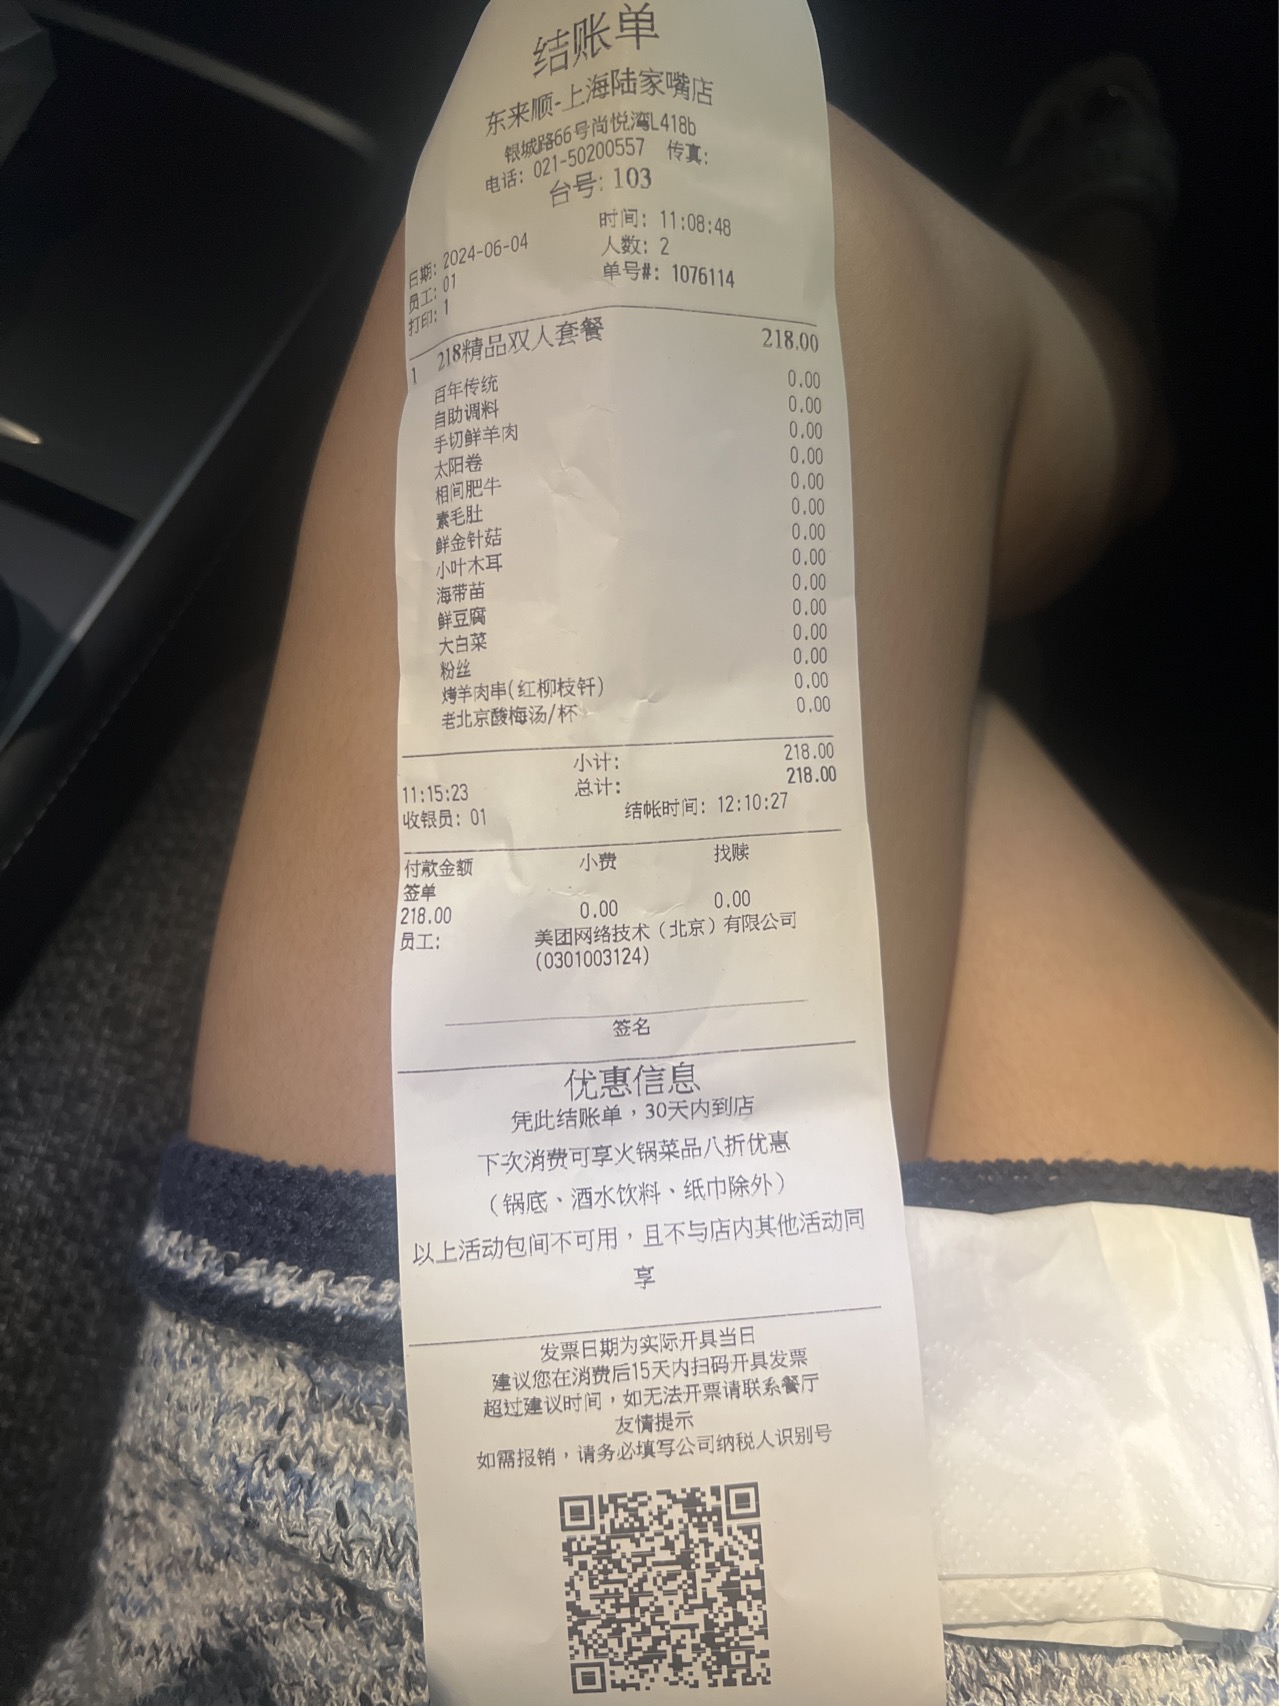 结账单
东来顺-上海陆家嘴店
银城路66号尚悦湾L418b
电话: 021-50200557 传真:
台号: 103
日期: 2024-06-04 时间: 11:08:48
员工: 01 人数: 2
打印: 1 单号#: 1076114
1 218精品双人套餐 218.00
百年传统 0.00
自助调料 0.00
手切鲜羊肉 0.00
太阳卷 0.00
相间肥牛 0.00
素毛肚 0.00
鲜金针菇 0.00
小叶木耳 0.00
海带苗 0.00
鲜豆腐 0.00
大白菜 0.00
粉丝 0.00
烤羊肉串(红柳枝钎) 0.00
老北京酸梅汤/杯 0.00
小计: 218.00
11:15:23 总计: 218.00
收银员: 01 结帐时间: 12:10:27
付款金额 小费 找赎
签单
218.00 0.00 0.00
员工: 美团网络技术（北京）有限公司
(0301003124)
签名
优惠信息
凭此结账单，30天内到店
下次消费可享火锅菜品八折优惠
（锅底、酒水饮料、纸巾除外）
以上活动包间不可用，且不与店内其他活动同
享
发票日期为实际开具当日
建议您在消费后15天内扫码开具发票
超过建议时间，如无法开票请联系餐厅
友情提示
如需报销，请务必填写公司纳税人识别号